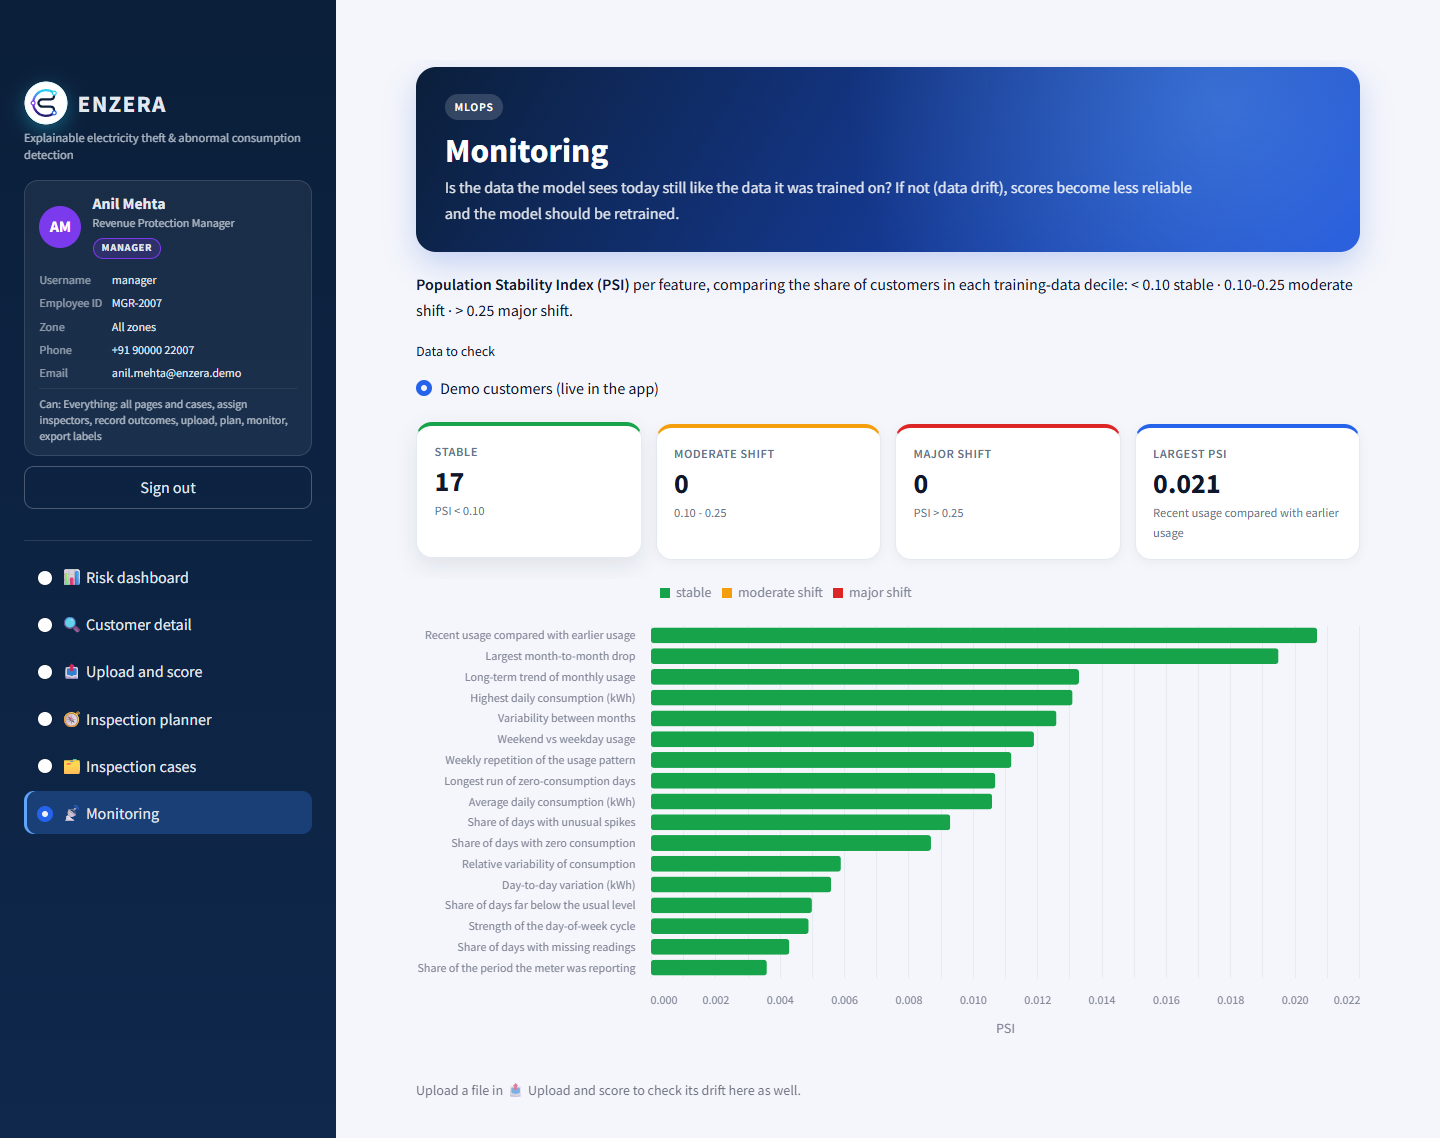 ENZERA
Explainable electricity theft & abnormal consumption
detection
AM
Anil Mehta
Revenue Protection Manager
MANAGER
Username manager
Employee ID MGR-2007
Zone All zones
Phone +91 90000 22007
Email anil.mehta@enzera.demo
Can: Everything: all pages and cases, assign
inspectors, record outcomes, upload, plan, monitor,
export labels
Sign out
Risk dashboard
Customer detail
Upload and score
Inspection planner
Inspection cases
Monitoring
MLOPS
Monitoring
Is the data the model sees today still like the data it was trained on? If not (data drift), scores become less reliable
and the model should be retrained.
Population Stability Index (PSI) per feature, comparing the share of customers in each training-data decile: < 0.10 stable · 0.10-0.25 moderate
shift · > 0.25 major shift.
Data to check
Demo customers (live in the app)
STABLE
17
PSI < 0.10
MODERATE SHIFT
0
0.10 - 0.25
MAJOR SHIFT
0
PSI > 0.25
LARGEST PSI
0.021
Recent usage compared with earlier
usage
stable moderate shift major shift
Recent usage compared with earlier usage
Largest month-to-month drop
Long-term trend of monthly usage
Highest daily consumption (kWh)
Variability between months
Weekend vs weekday usage
Weekly repetition of the usage pattern
Longest run of zero-consumption days
Average daily consumption (kWh)
Share of days with unusual spikes
Share of days with zero consumption
Relative variability of consumption
Day-to-day variation (kWh)
Share of days far below the usual level
Strength of the day-of-week cycle
Share of days with missing readings
Share of the period the meter was reporting
0.000 0.002 0.004 0.006 0.008 0.010 0.012 0.014 0.016 0.018 0.020 0.022
PSI
Upload a file in Upload and score to check its drift here as well.